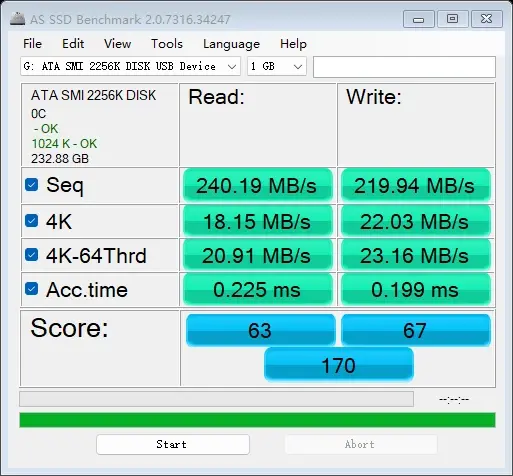 AS SSD Benchmark 2.0.7316.34247
File Edit View Tools Language Help
G: ATA SMI 2256K DISK USB Device 1 GB
ATA SMI 2256K DISK
0C
- OK
1024 K - OK
232.88 GB
Read: Write:
Seq 240.19 MB/s 219.94 MB/s
4K 18.15 MB/s 22.03 MB/s
4K-64Thrd 20.91 MB/s 23.16 MB/s
Acc.time 0.225 ms 0.199 ms
Score: 63 67
170
--:--:--
Start Abort